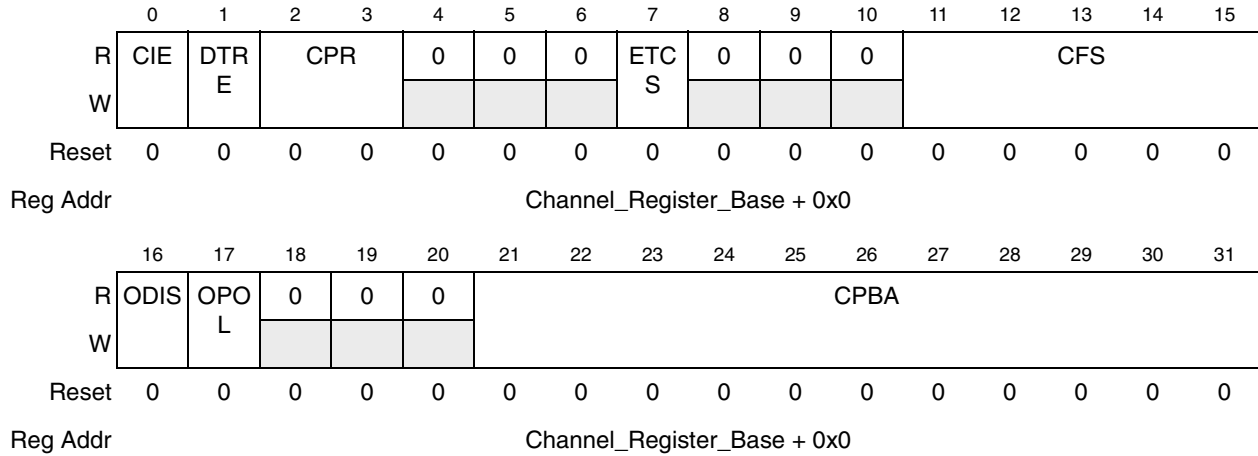 0 1 2 3 4 5 6 7 8 9 10 11 12 13 14 15
R CIE DTR CPR 0 0 0 ETC 0 0 0 CFS
E S
W
Reset 0 0 0 0 0 0 0 0 0 0 0 0 0 0 0 0
Reg Addr Channel_Register_Base + 0x0
16 17 18 19 20 21 22 23 24 25 26 27 28 29 30 31
R ODIS OPO 0 0 0 CPBA
L
W
Reset 0 0 0 0 0 0 0 0 0 0 0 0 0 0 0 0
Reg Addr Channel_Register_Base + 0x0